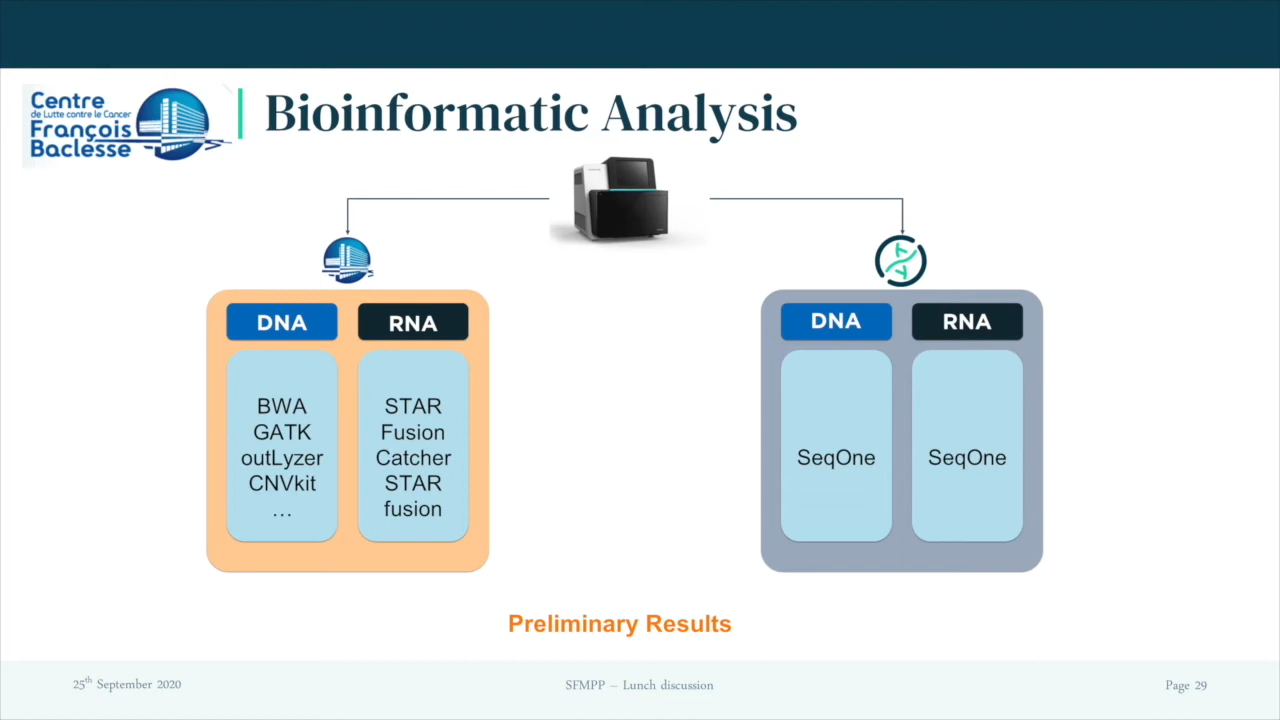 Centre
de Lutte contre le Cancer
François
Baclesse
Bioinformatic Analysis
DNA
RNA
BWA
GATK
outLyzer
CNVkit
…
STAR
Fusion
Catcher
STAR
fusion
DNA
RNA
SeqOne
SeqOne
Preliminary Results
25th September 2020
SFMPP – Lunch discussion
Page 29